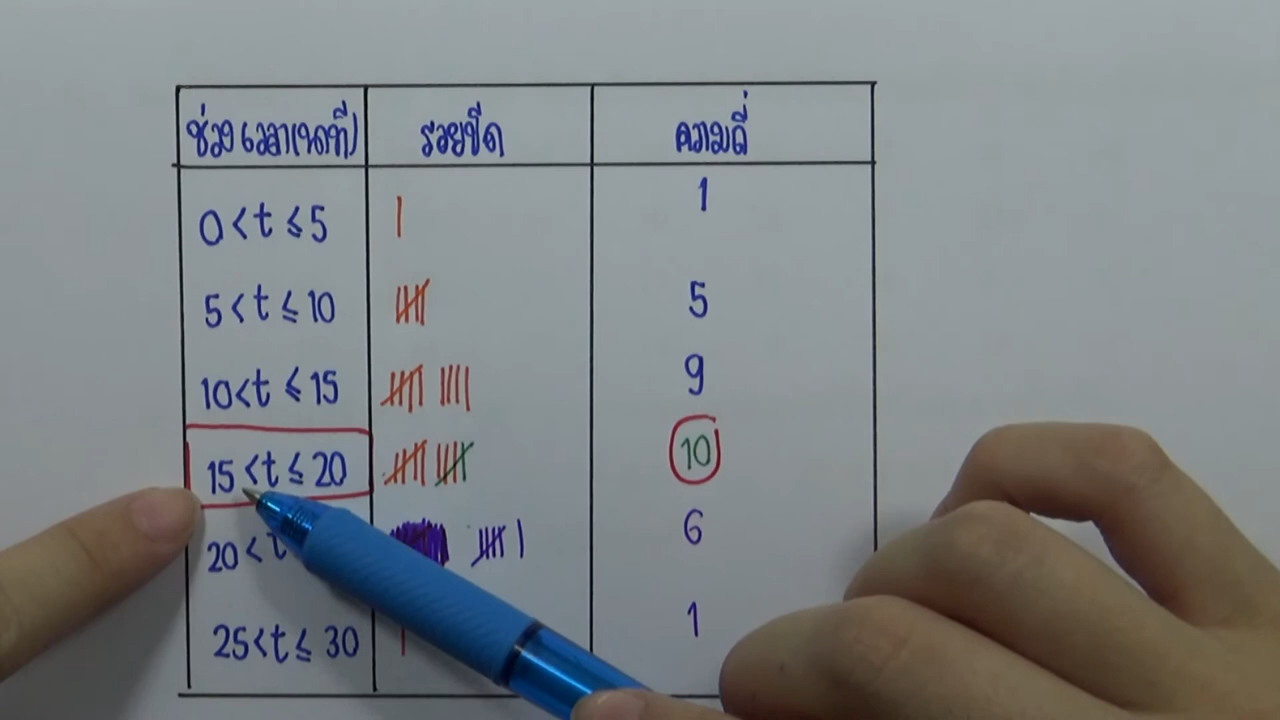 ช่วงเวลา(นาที) รอยขีด ความถี่
0 < t ≤ 5 1
5 < t ≤ 10 5
10 < t ≤ 15 9
15 < t ≤ 20 10
20 < t 6
25 < t ≤ 30 1